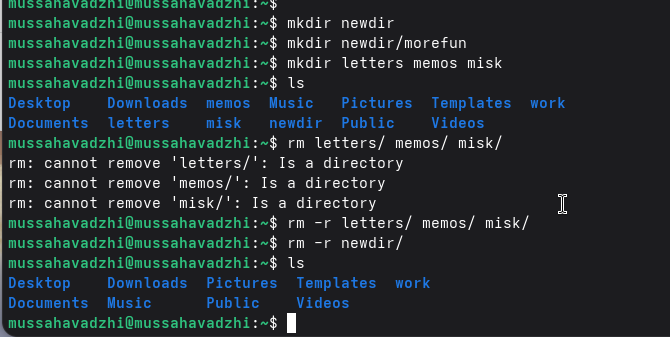 mussahavadzhi@mussahavadzhi:~$
mussahavadzhi@mussahavadzhi:~$ mkdir newdir
mussahavadzhi@mussahavadzhi:~$ mkdir newdir/morefun
mussahavadzhi@mussahavadzhi:~$ mkdir letters memos misk
mussahavadzhi@mussahavadzhi:~$ ls
Desktop Downloads memos Music Pictures Templates work
Documents letters misk newdir Public Videos
mussahavadzhi@mussahavadzhi:~$ rm letters/ memos/ misk/
rm: cannot remove 'letters/': Is a directory
rm: cannot remove 'memos/': Is a directory
rm: cannot remove 'misk/': Is a directory
mussahavadzhi@mussahavadzhi:~$ rm -r letters/ memos/ misk/
mussahavadzhi@mussahavadzhi:~$ rm -r newdir/
mussahavadzhi@mussahavadzhi:~$ ls
Desktop Downloads Pictures Templates work
Documents Music Public Videos
mussahavadzhi@mussahavadzhi:~$